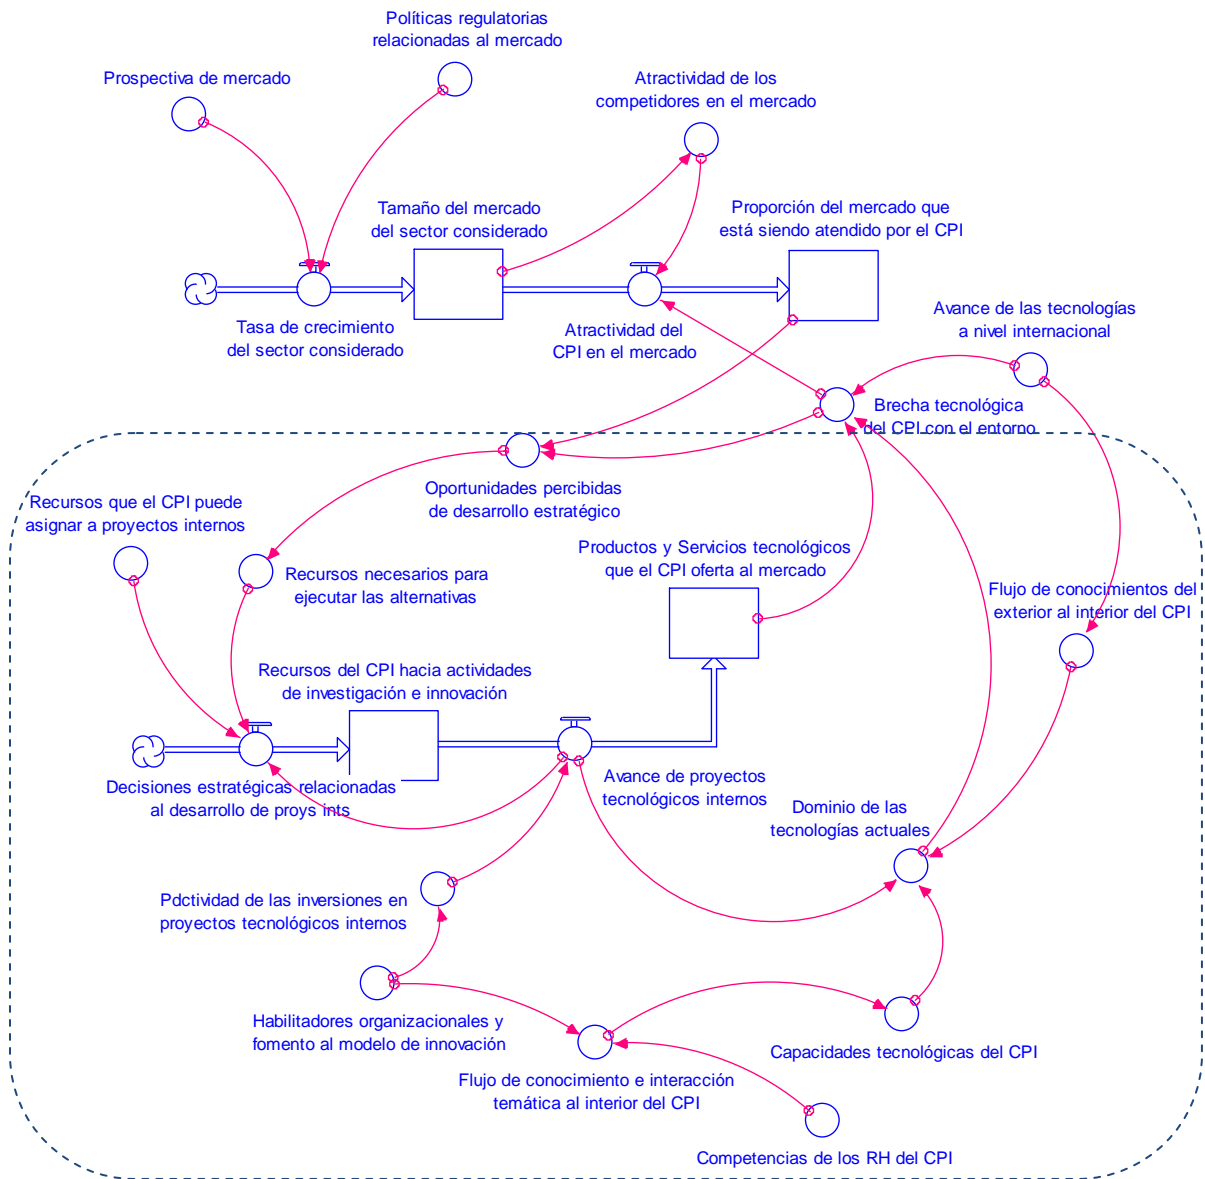 Políticas regulatorias
relacionadas al mercado
Prospectiva de mercado
Atractividad de los
competidores en el mercado
Tamaño del mercado
del sector considerado
Proporción del mercado que
está siendo atendido por el CPI
Tasa de crecimiento
del sector considerado
Atractividad del
CPI en el mercado
Avance de las tecnologías
a nivel internacional
Brecha tecnológica
del CPI con el entorno
Oportunidades percibidas
de desarrollo estratégico
Recursos que el CPI puede
asignar a proyectos internos
Recursos necesarios para
ejecutar las alternativas
Productos y Servicios tecnológicos
que el CPI oferta al mercado
Flujo de conocimientos del
exterior al interior del CPI
Recursos del CPI hacia actividades
de investigación e innovación
Decisiones estratégicas relacionadas
al desarrollo de proys ints
Avance de proyectos
tecnológicos internos
Dominio de las
tecnologías actuales
Pdctividad de las inversiones en
proyectos tecnológicos internos
Habilitadores organizacionales y
fomento al modelo de innovación
Capacidades tecnológicas del CPI
Flujo de conocimiento e interacción
temática al interior del CPI
Competencias de los RH del CPI